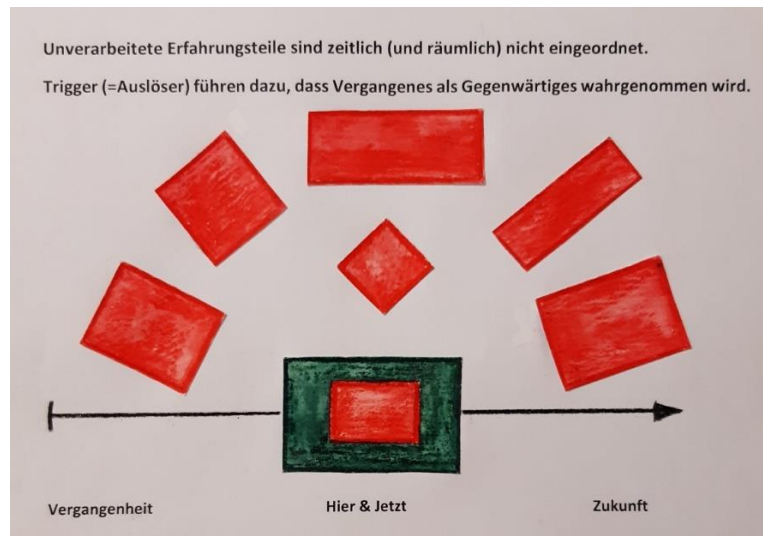 Unverarbeitete Erfahrungsteile sind zeitlich (und räumlich) nicht eingeordnet.
Trigger (=Auslöser) führen dazu, dass Vergangenes als Gegenwärtiges wahrgenommen wird.
Vergangenheit
Hier & Jetzt
Zukunft